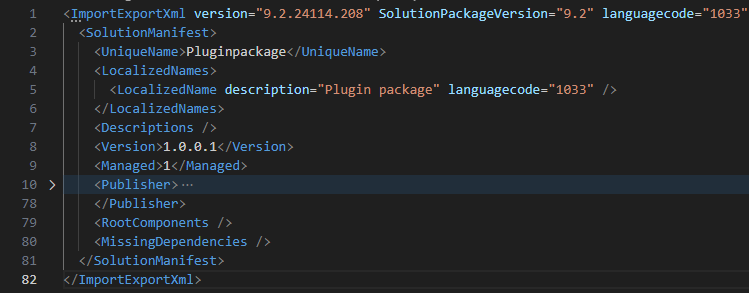 1 <ImportExportXml version="9.2.24114.208" SolutionPackageVersion="9.2" languagecode="1033"
2 <SolutionManifest>
3 <UniqueName>Pluginpackage</UniqueName>
4 <LocalizedNames>
5 <LocalizedName description="Plugin package" languagecode="1033" />
6 </LocalizedNames>
7 <Descriptions />
8 <Version>1.0.0.1</Version>
9 <Managed>1</Managed>
10 <Publisher>…
78 </Publisher>
79 <RootComponents />
80 <MissingDependencies />
81 </SolutionManifest>
82 </ImportExportXml>